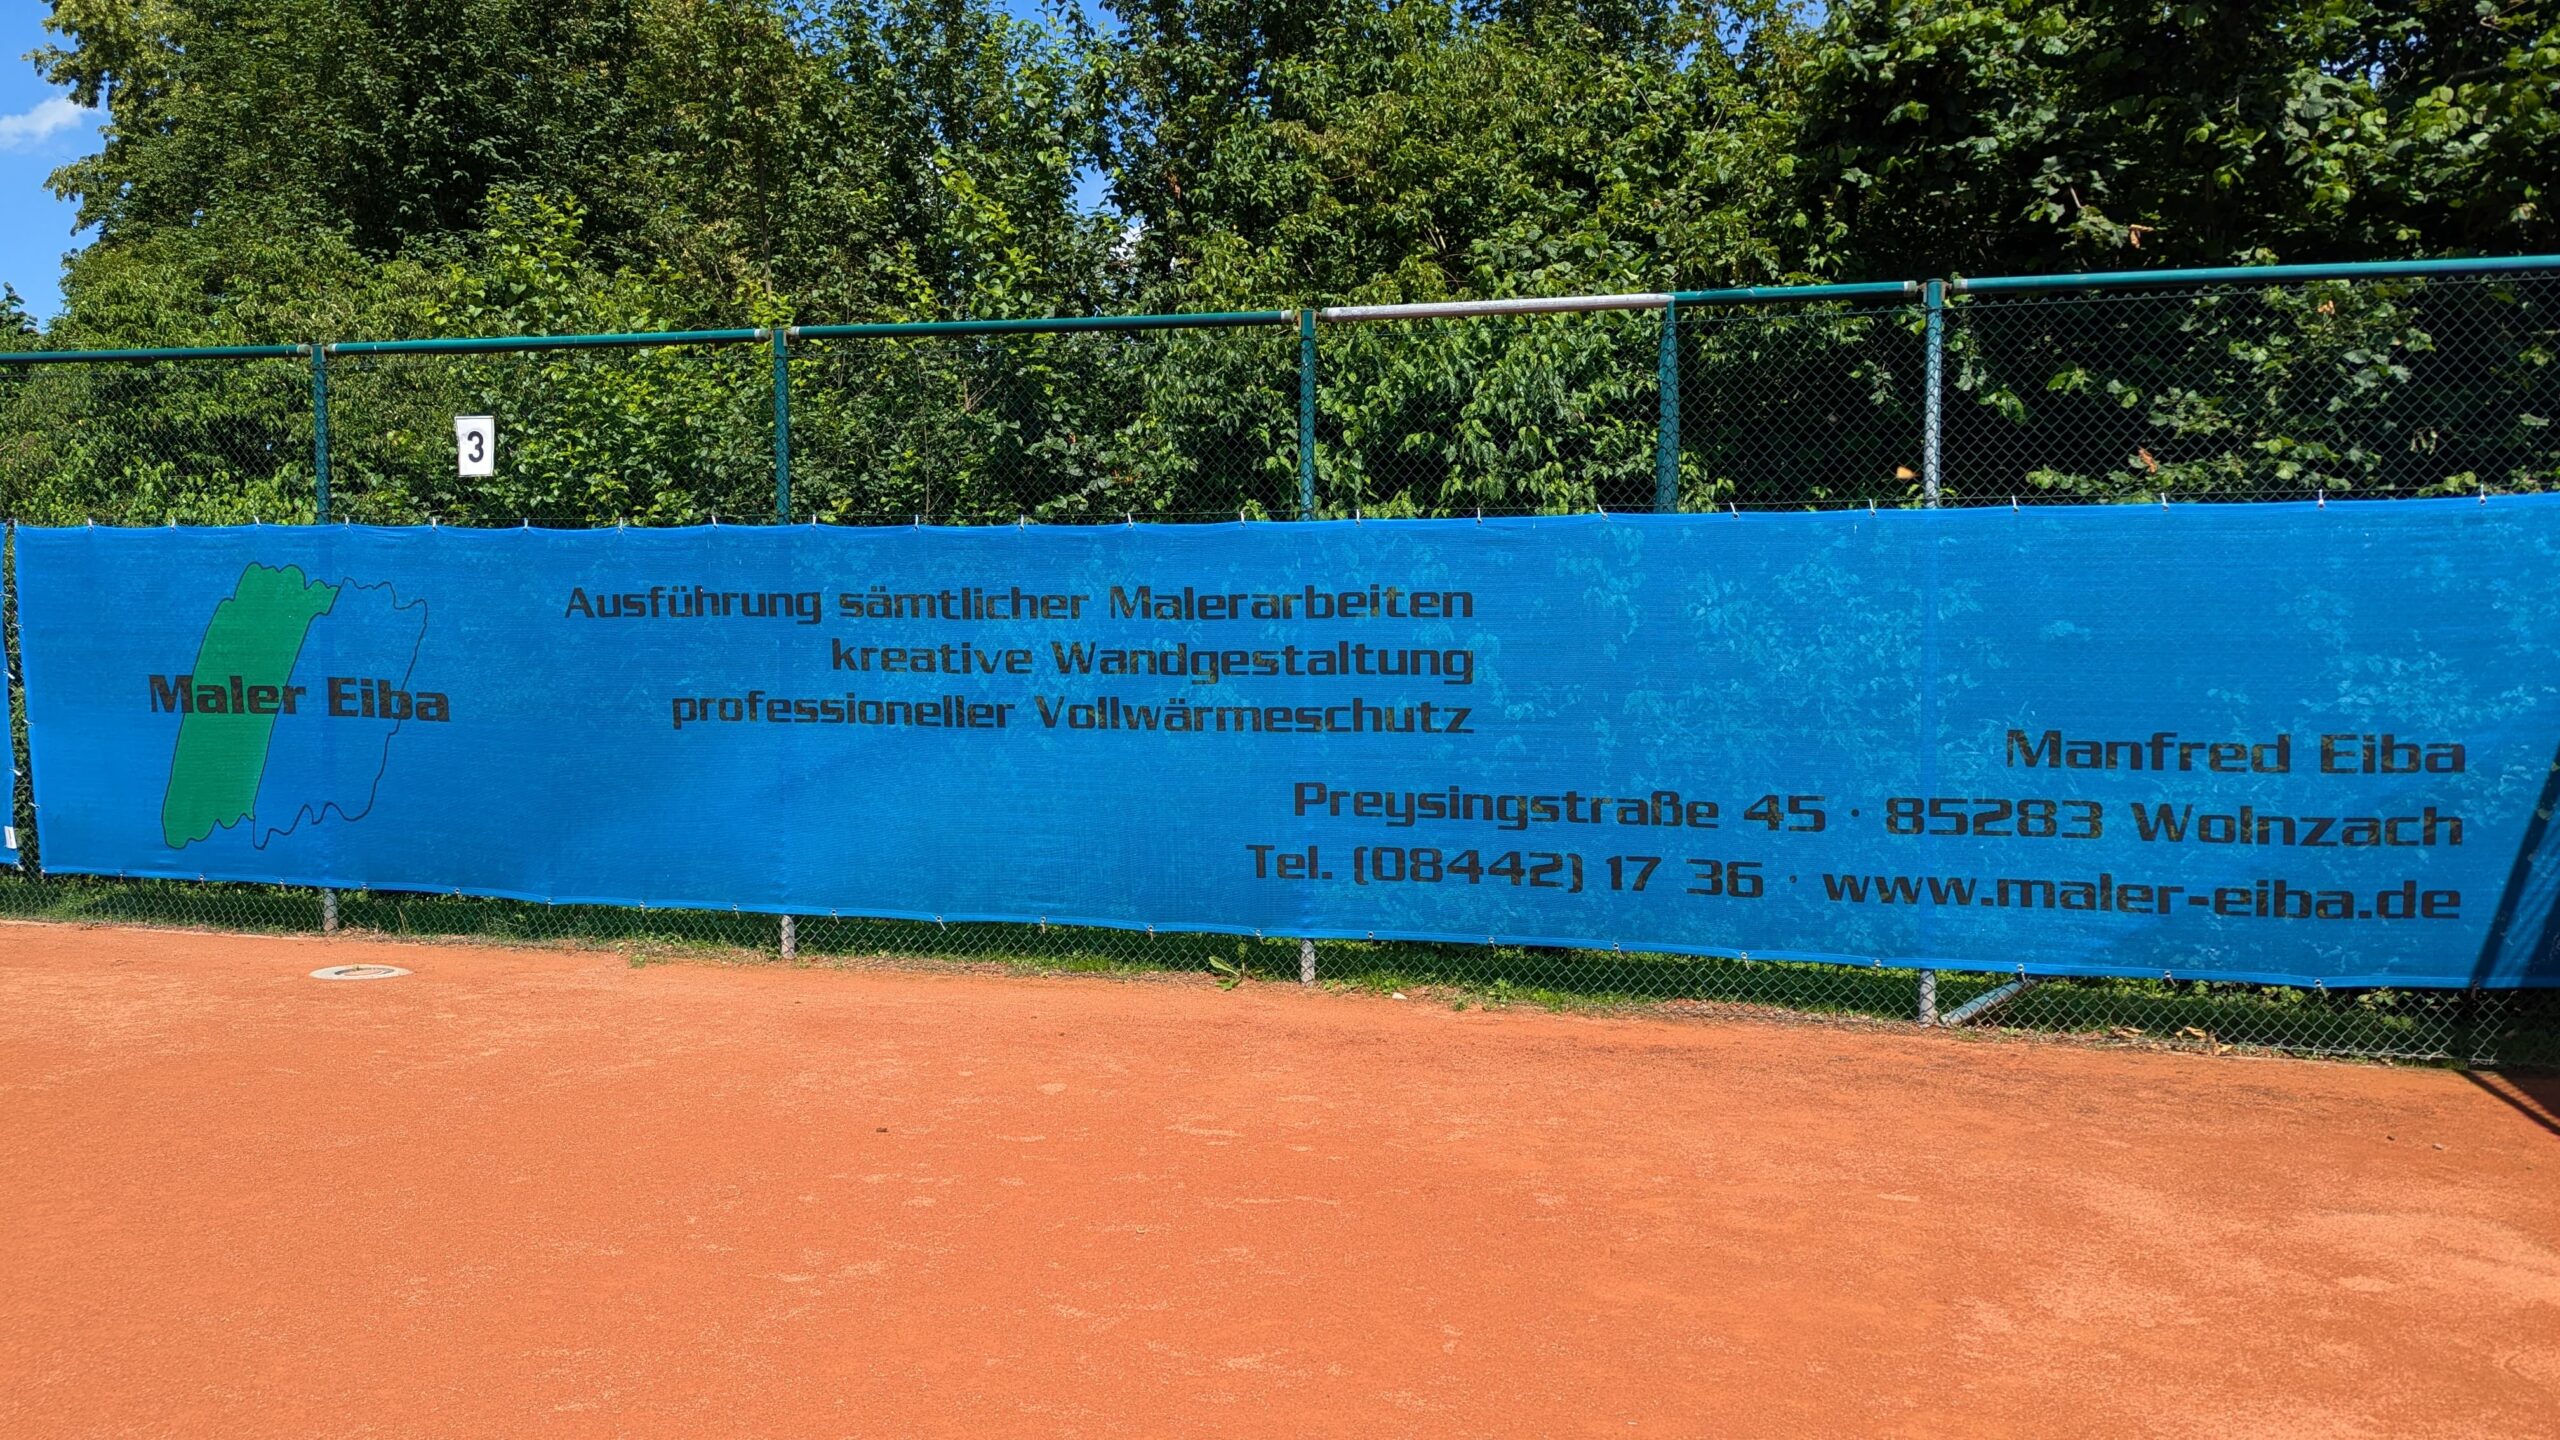 3
Maler Eiba
Ausführung sämtlicher Malerarbeiten
kreative Wandgestaltung
professioneller Vollwärmeschutz
Manfred Eiba
Preysingstraße 45 · 85283 Wolnzach
Tel. (08442) 17 36 · www.maler-eiba.de